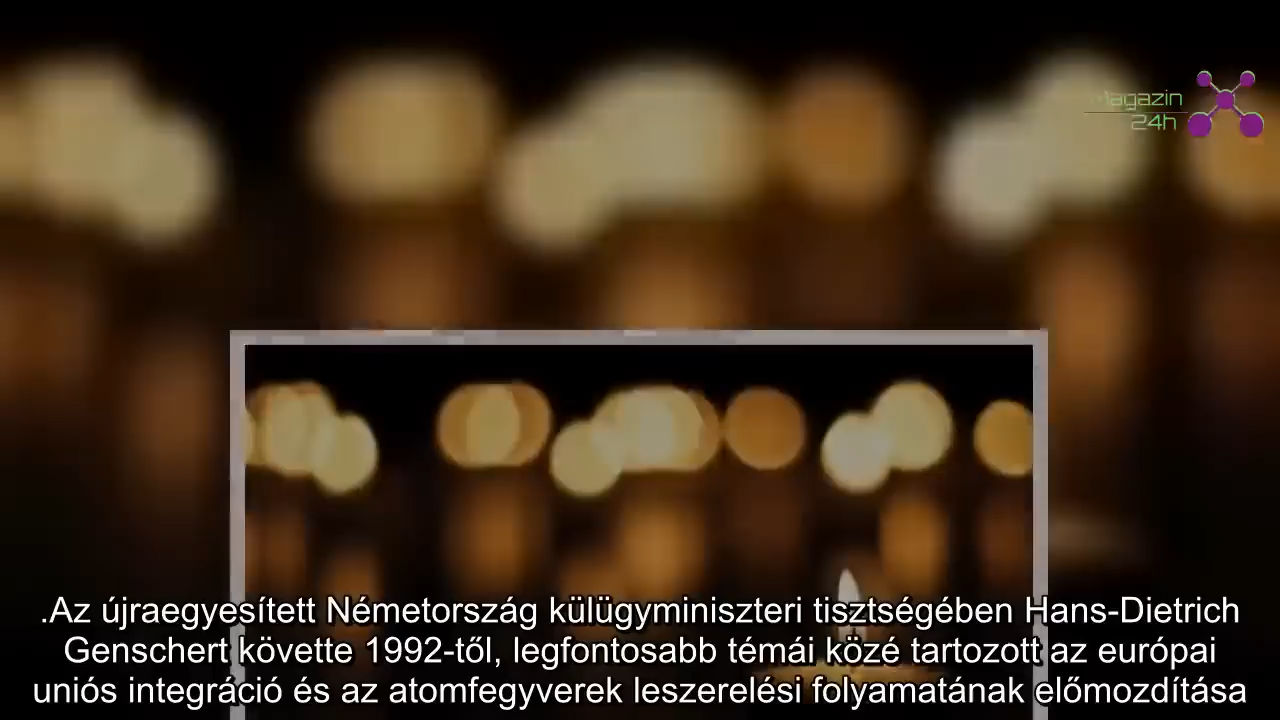 Magazin
24h
.Az újraegyesített Németország külügyminiszteri tisztségében Hans-Dietrich
Genschert követte 1992-től, legfontosabb témái közé tartozott az európai
uniós integráció és az atomfegyverek leszerelési folyamatának előmozdítása